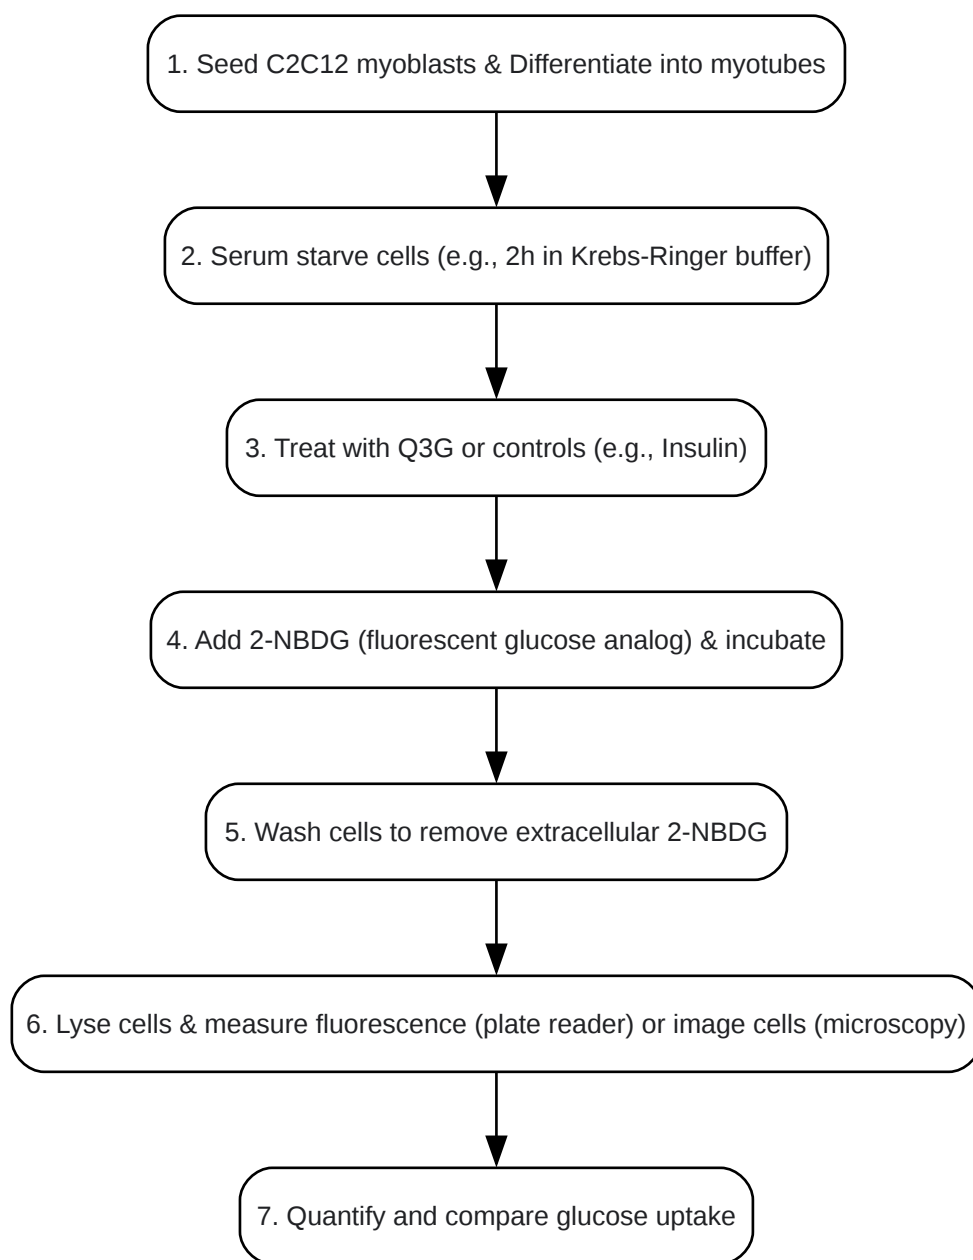 1. Seed C2C12 myoblasts & Differentiate into myotubes
2. Serum starve cells (e.g., 2h in Krebs-Ringer buffer)
3. Treat with Q3G or controls (e.g., Insulin)
4. Add 2-NBDG (fluorescent glucose analog) & incubate
5. Wash cells to remove extracellular 2-NBDG
6. Lyse cells & measure fluorescence (plate reader) or image cells (microscopy)
7. Quantify and compare glucose uptake